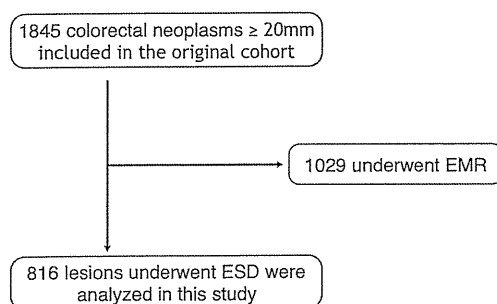 1845 colorectal neoplasms ≥ 20mm
included in the original cohort
1029 underwent EMR
816 lesions underwent ESD were
analyzed in this study